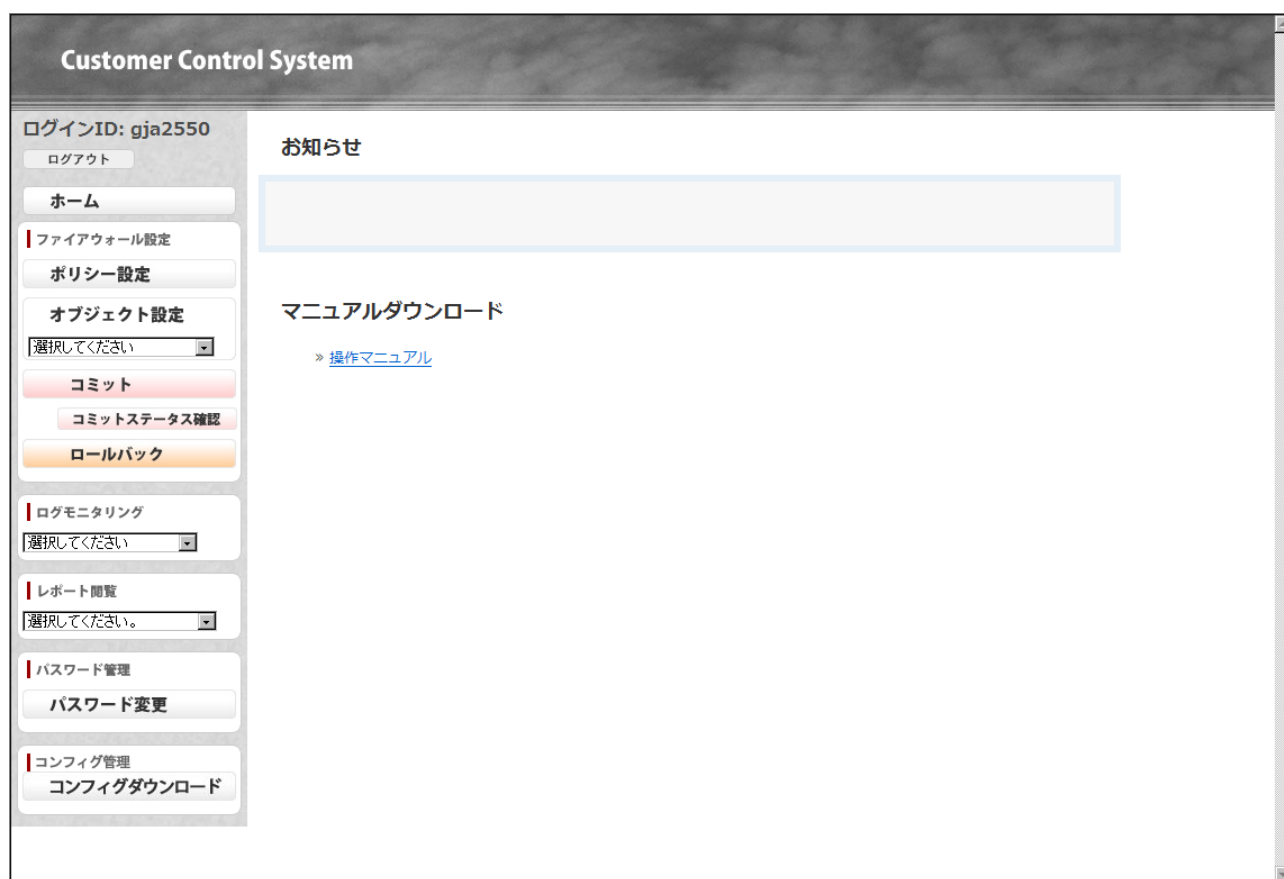 Customer Control System
ログインID: gja2550
ログアウト
ホーム
ファイアウォール設定
ポリシー設定
オブジェクト設定
選択してください
コミット
コミットステータス確認
ロールバック
ログモニタリング
選択してください
レポート閲覧
選択してください。
パスワード管理
パスワード変更
コンフィグ管理
コンフィグダウンロード
お知らせ
マニュアルダウンロード
» 操作マニュアル